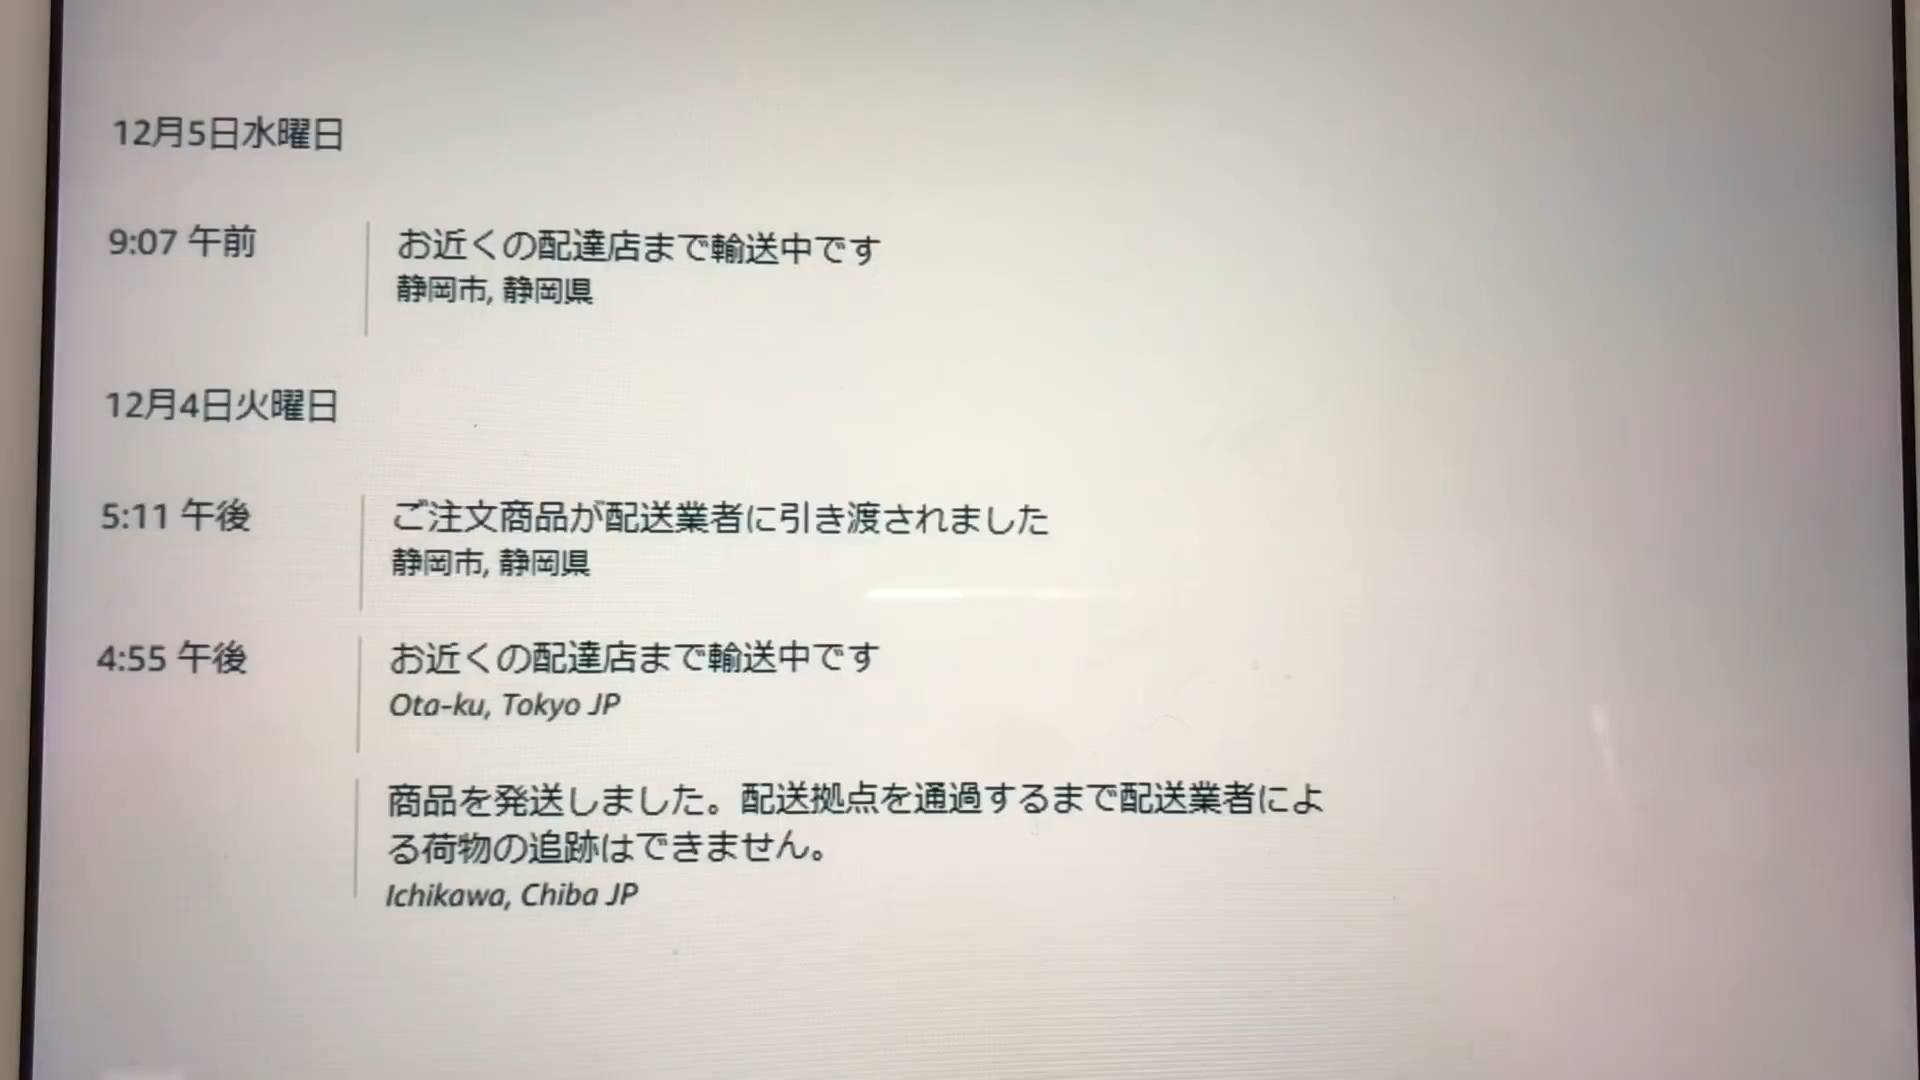 12月5日水曜日
9:07 午前
お近くの配達店まで輸送中です
静岡市, 静岡県
12月4日火曜日
5:11 午後
ご注文商品が配送業者に引き渡されました
静岡市, 静岡県
4:55 午後
お近くの配達店まで輸送中です
Ota-ku, Tokyo JP
商品を発送しました。配送拠点を通過するまで配送業者によ
る荷物の追跡はできません。
Ichikawa, Chiba JP